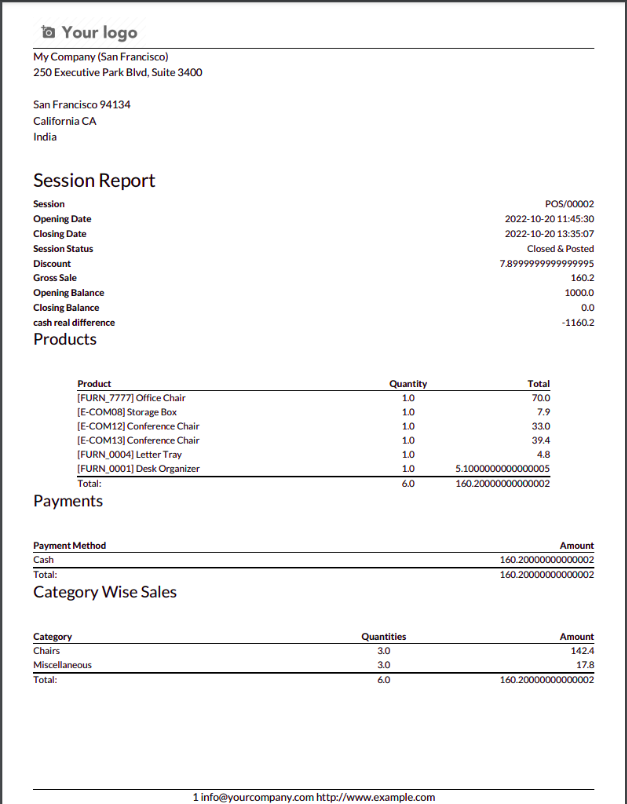 Your logo
My Company (San Francisco)
250 Executive Park Blvd, Suite 3400
San Francisco 94134
California CA
India
Session Report
Session POS/00002
Opening Date 2022-10-20 11:45:30
Closing Date 2022-10-20 13:35:07
Session Status Closed & Posted
Discount 7.8999999999999995
Gross Sale 160.2
Opening Balance 1000.0
Closing Balance 0.0
cash real difference -1160.2
Products
Product Quantity Total
[FURN_7777] Office Chair 1.0 70.0
[E-COM08] Storage Box 1.0 7.9
[E-COM12] Conference Chair 1.0 33.0
[E-COM13] Conference Chair 1.0 39.4
[FURN_0004] Letter Tray 1.0 4.8
[FURN_0001] Desk Organizer 1.0 5.1000000000000005
Total: 6.0 160.20000000000002
Payments
Payment Method Amount
Cash 160.20000000000002
Total: 160.20000000000002
Category Wise Sales
Category Quantities Amount
Chairs 3.0 142.4
Miscellaneous 3.0 17.8
Total: 6.0 160.20000000000002
1 info@yourcompany.com http://www.example.com